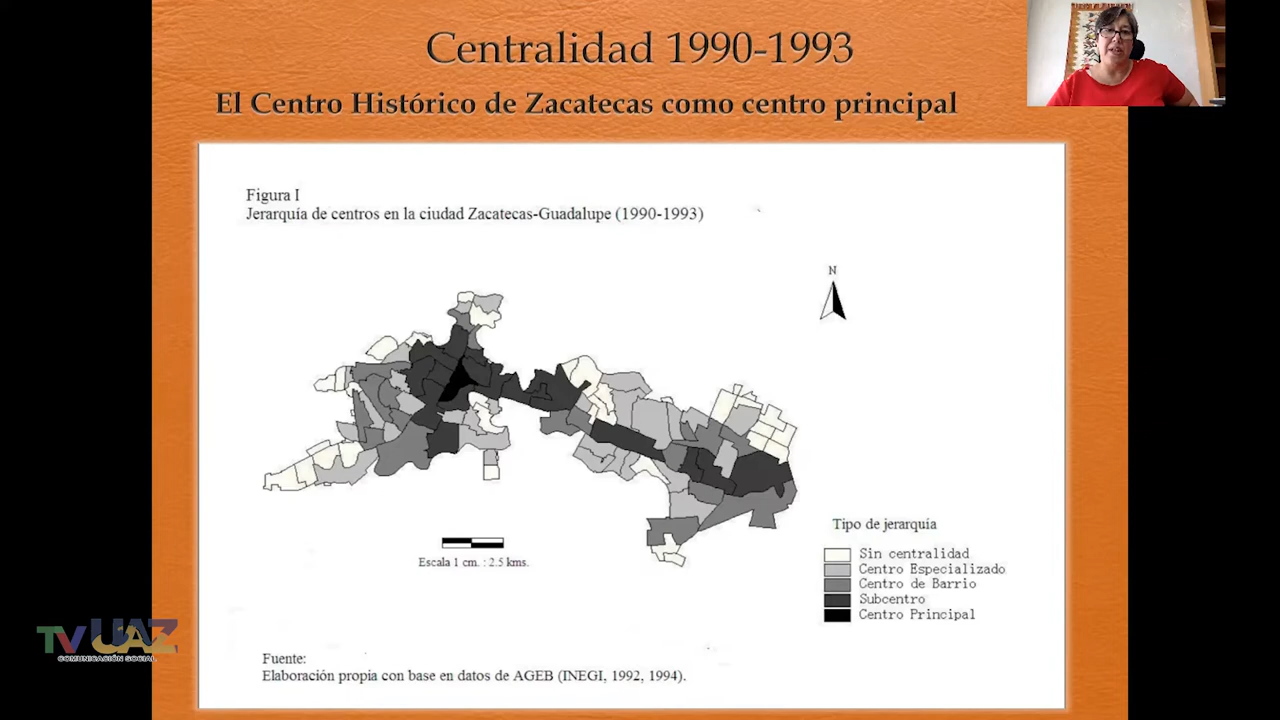 Centralidad 1990-1993
El Centro Histórico de Zacatecas como centro principal
Figura I
Jerarquía de centros en la ciudad Zacatecas-Guadalupe (1990-1993)
N
Tipo de jerarquía
Sin centralidad
Centro Especializado
Centro de Barrio
Subcentro
Centro Principal
Escala 1 cm. : 2.5 kms.
TV UAZ
COMUNICACIÓN SOCIAL
Fuente:
Elaboración propia con base en datos de AGEB (INEGI, 1992, 1994).